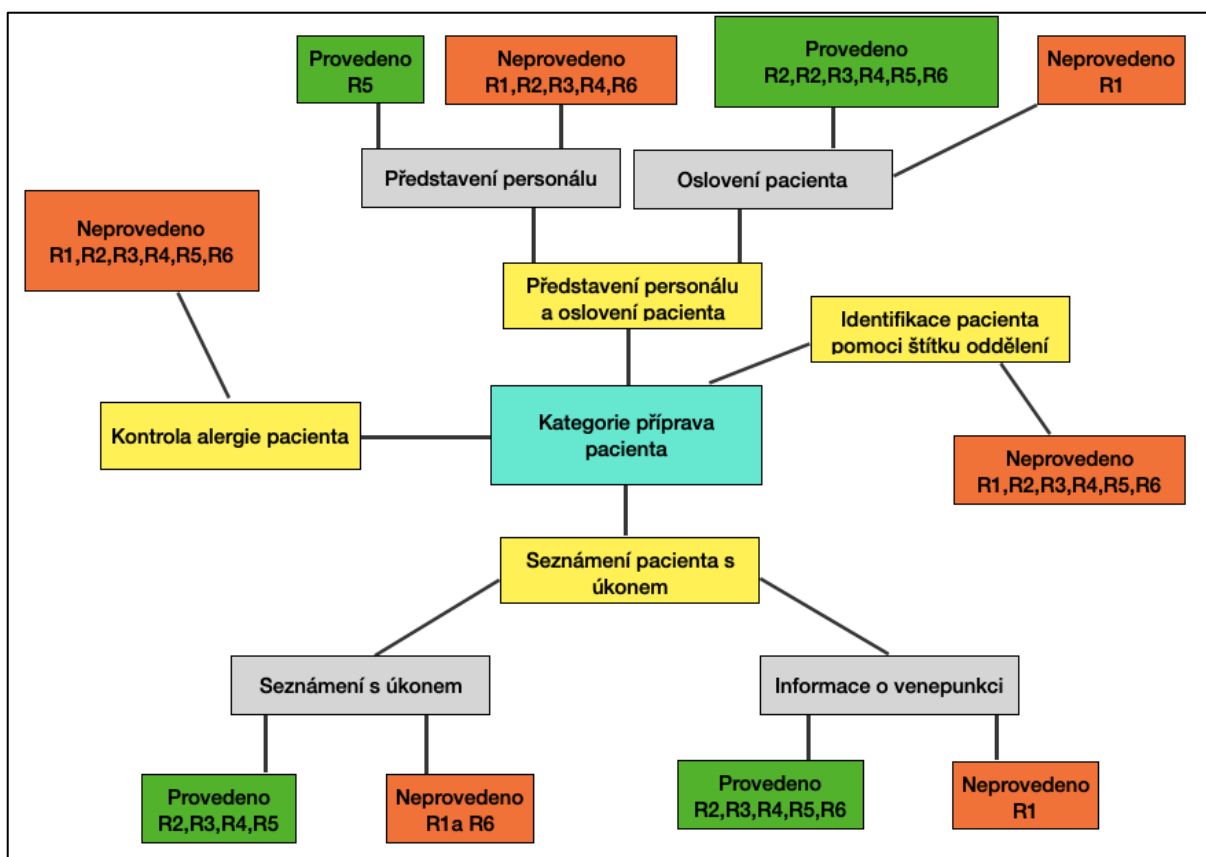 Provedeno
R5
Neprovedeno
R1,R2,R3,R4,R6
Provedeno
R2,R2,R3,R4,R5,R6
Neprovedeno
R1
Představení personálu
Oslovení pacienta
Neprovedeno
R1,R2,R3,R4,R5,R6
Představení personálu
a oslovení pacienta
Identifikace pacienta
pomoci štítku oddělení
Kontrola alergie pacienta
Kategorie příprava
pacienta
Neprovedeno
R1,R2,R3,R4,R5,R6
Seznámení pacienta s
úkonem
Seznámení s úkonem
Informace o venepunkci
Provedeno
R2,R3,R4,R5
Neprovedeno
R1a R6
Provedeno
R2,R3,R4,R5,R6
Neprovedeno
R1